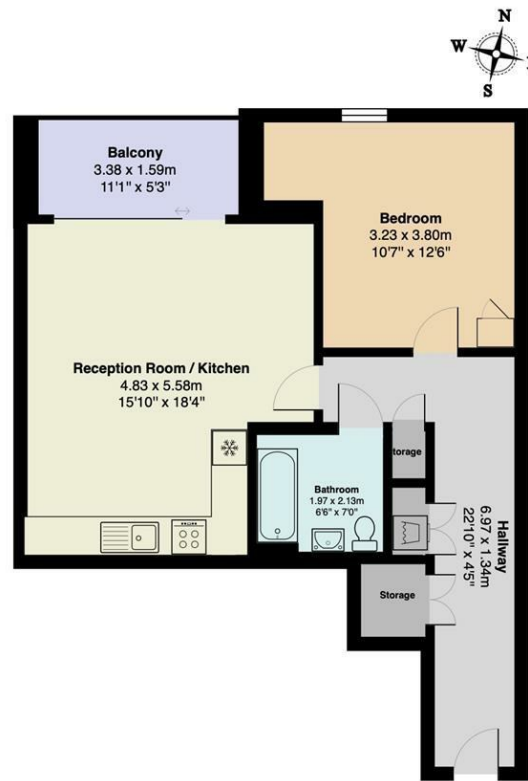 N
W
S
Balcony
3.38 x 1.59m
11'1" x 5'3"
Bedroom
3.23 x 3.80m
10'7" x 12'6"
Reception Room / Kitchen
4.83 x 5.58m
15'10" x 18'4"
torage
Bathroom
1.97 x 2.13m
6'6" x 7'0"
Hallway
6.97 x 1.34m
22'10" x 4'5"
Storage